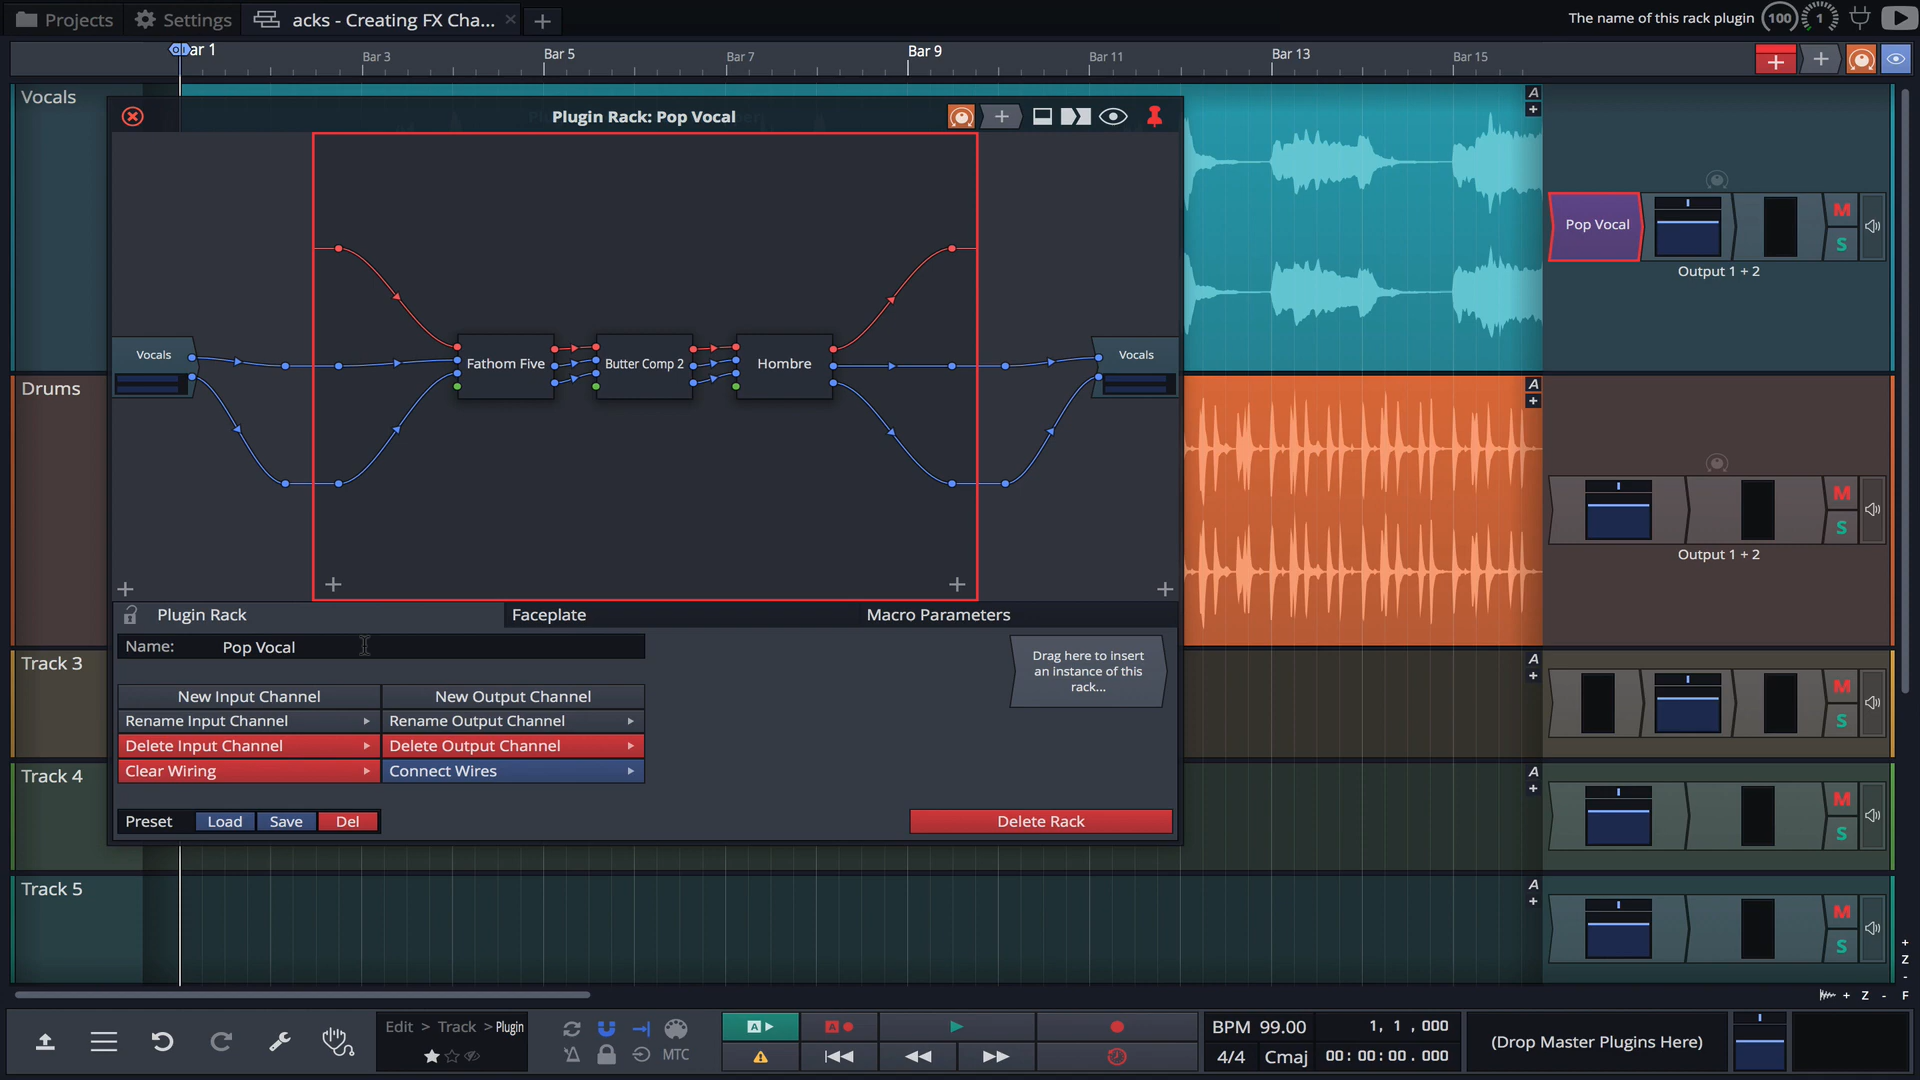 Projects
Settings
acks - Creating FX Cha...
The name of this rack plugin
100
1
ar 1
Bar 3
Bar 5
Bar 7
Bar 9
Bar 11
Bar 13
Bar 15
Vocals
Plugin Rack: Pop Vocal
A
Pop Vocal
M
S
Output 1 + 2
Vocals
Fathom Five
Butter Comp 2
Hombre
Vocals
Drums
A
M
S
Output 1 + 2
Plugin Rack
Faceplate
Macro Parameters
Name:
Pop Vocal
Drag here to insert
an instance of this
rack...
New Input Channel
New Output Channel
Rename Input Channel
Rename Output Channel
Delete Input Channel
Delete Output Channel
Clear Wiring
Connect Wires
Preset
Load
Save
Del
Delete Rack
Track 3
A
M
S
Track 4
A
M
S
Track 5
A
M
S
+
Z
-
+ Z - F
Edit > Track > Plugin
MTC
A
A
BPM 99.00
1, 1 , 000
4/4
Cmaj
00: 00: 00. 000
(Drop Master Plugins Here)